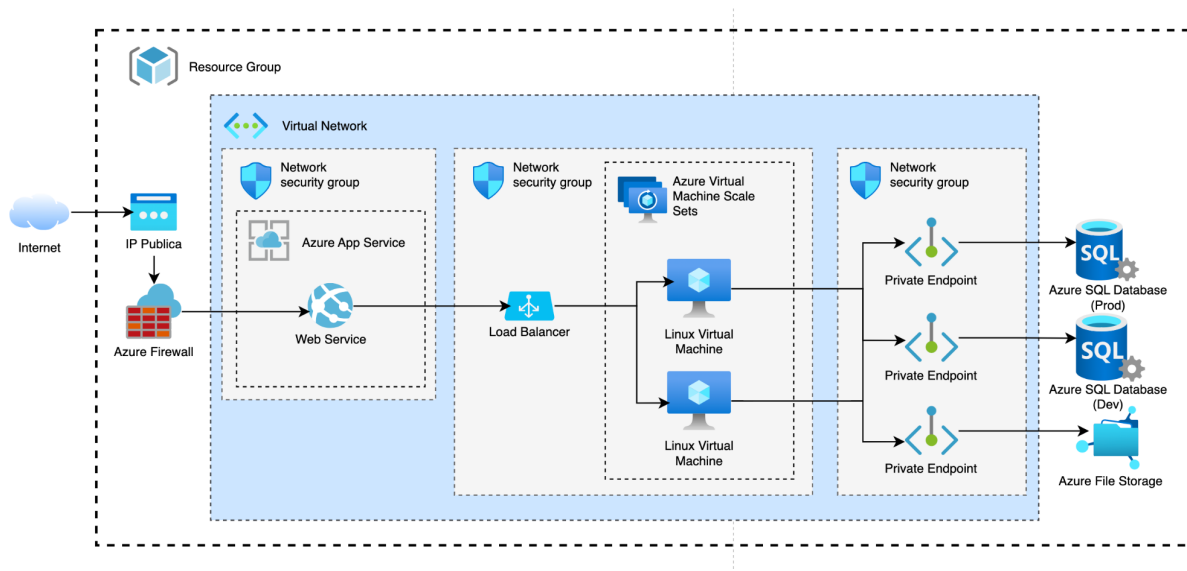 Resource Group
Virtual Network
Network
security group
Azure App Service
Web Service
Network
security group
Azure Virtual
Machine Scale
Sets
Load Balancer
Linux Virtual
Machine
Linux Virtual
Machine
Network
security group
Private Endpoint
Private Endpoint
Private Endpoint
Internet
IP Publica
Azure Firewall
SQL
Azure SQL Database
(Prod)
SQL
Azure SQL Database
(Dev)
Azure File Storage